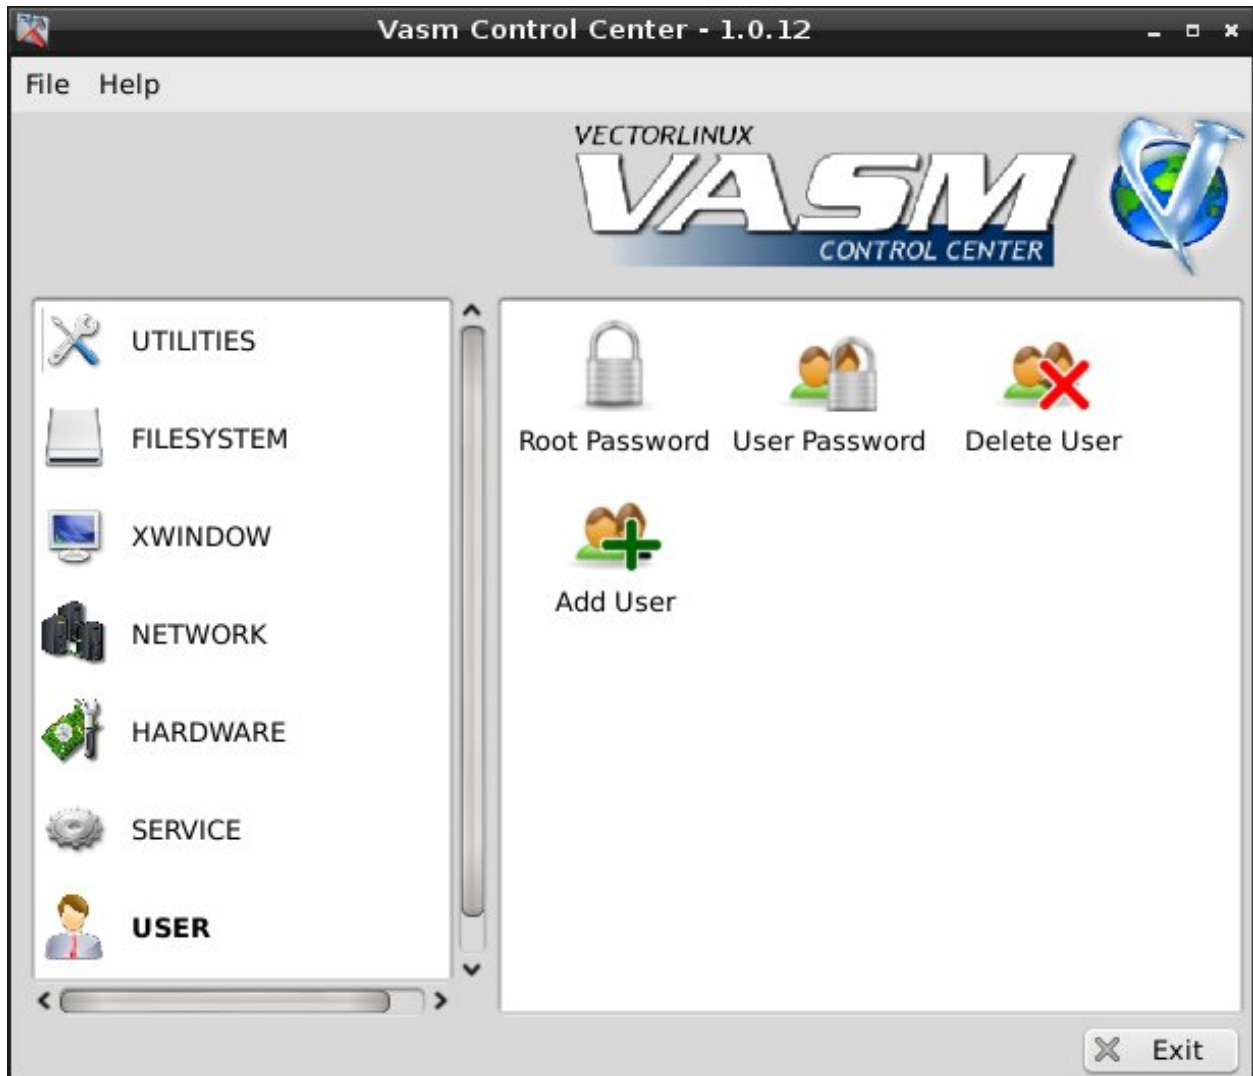 Vasm Control Center - 1.0.12
File Help
VECTORLINUX
VASM
CONTROL CENTER
UTILITIES
FILESYSTEM
XWINDOW
NETWORK
HARDWARE
SERVICE
USER
Root Password User Password Delete User
Add User
Exit